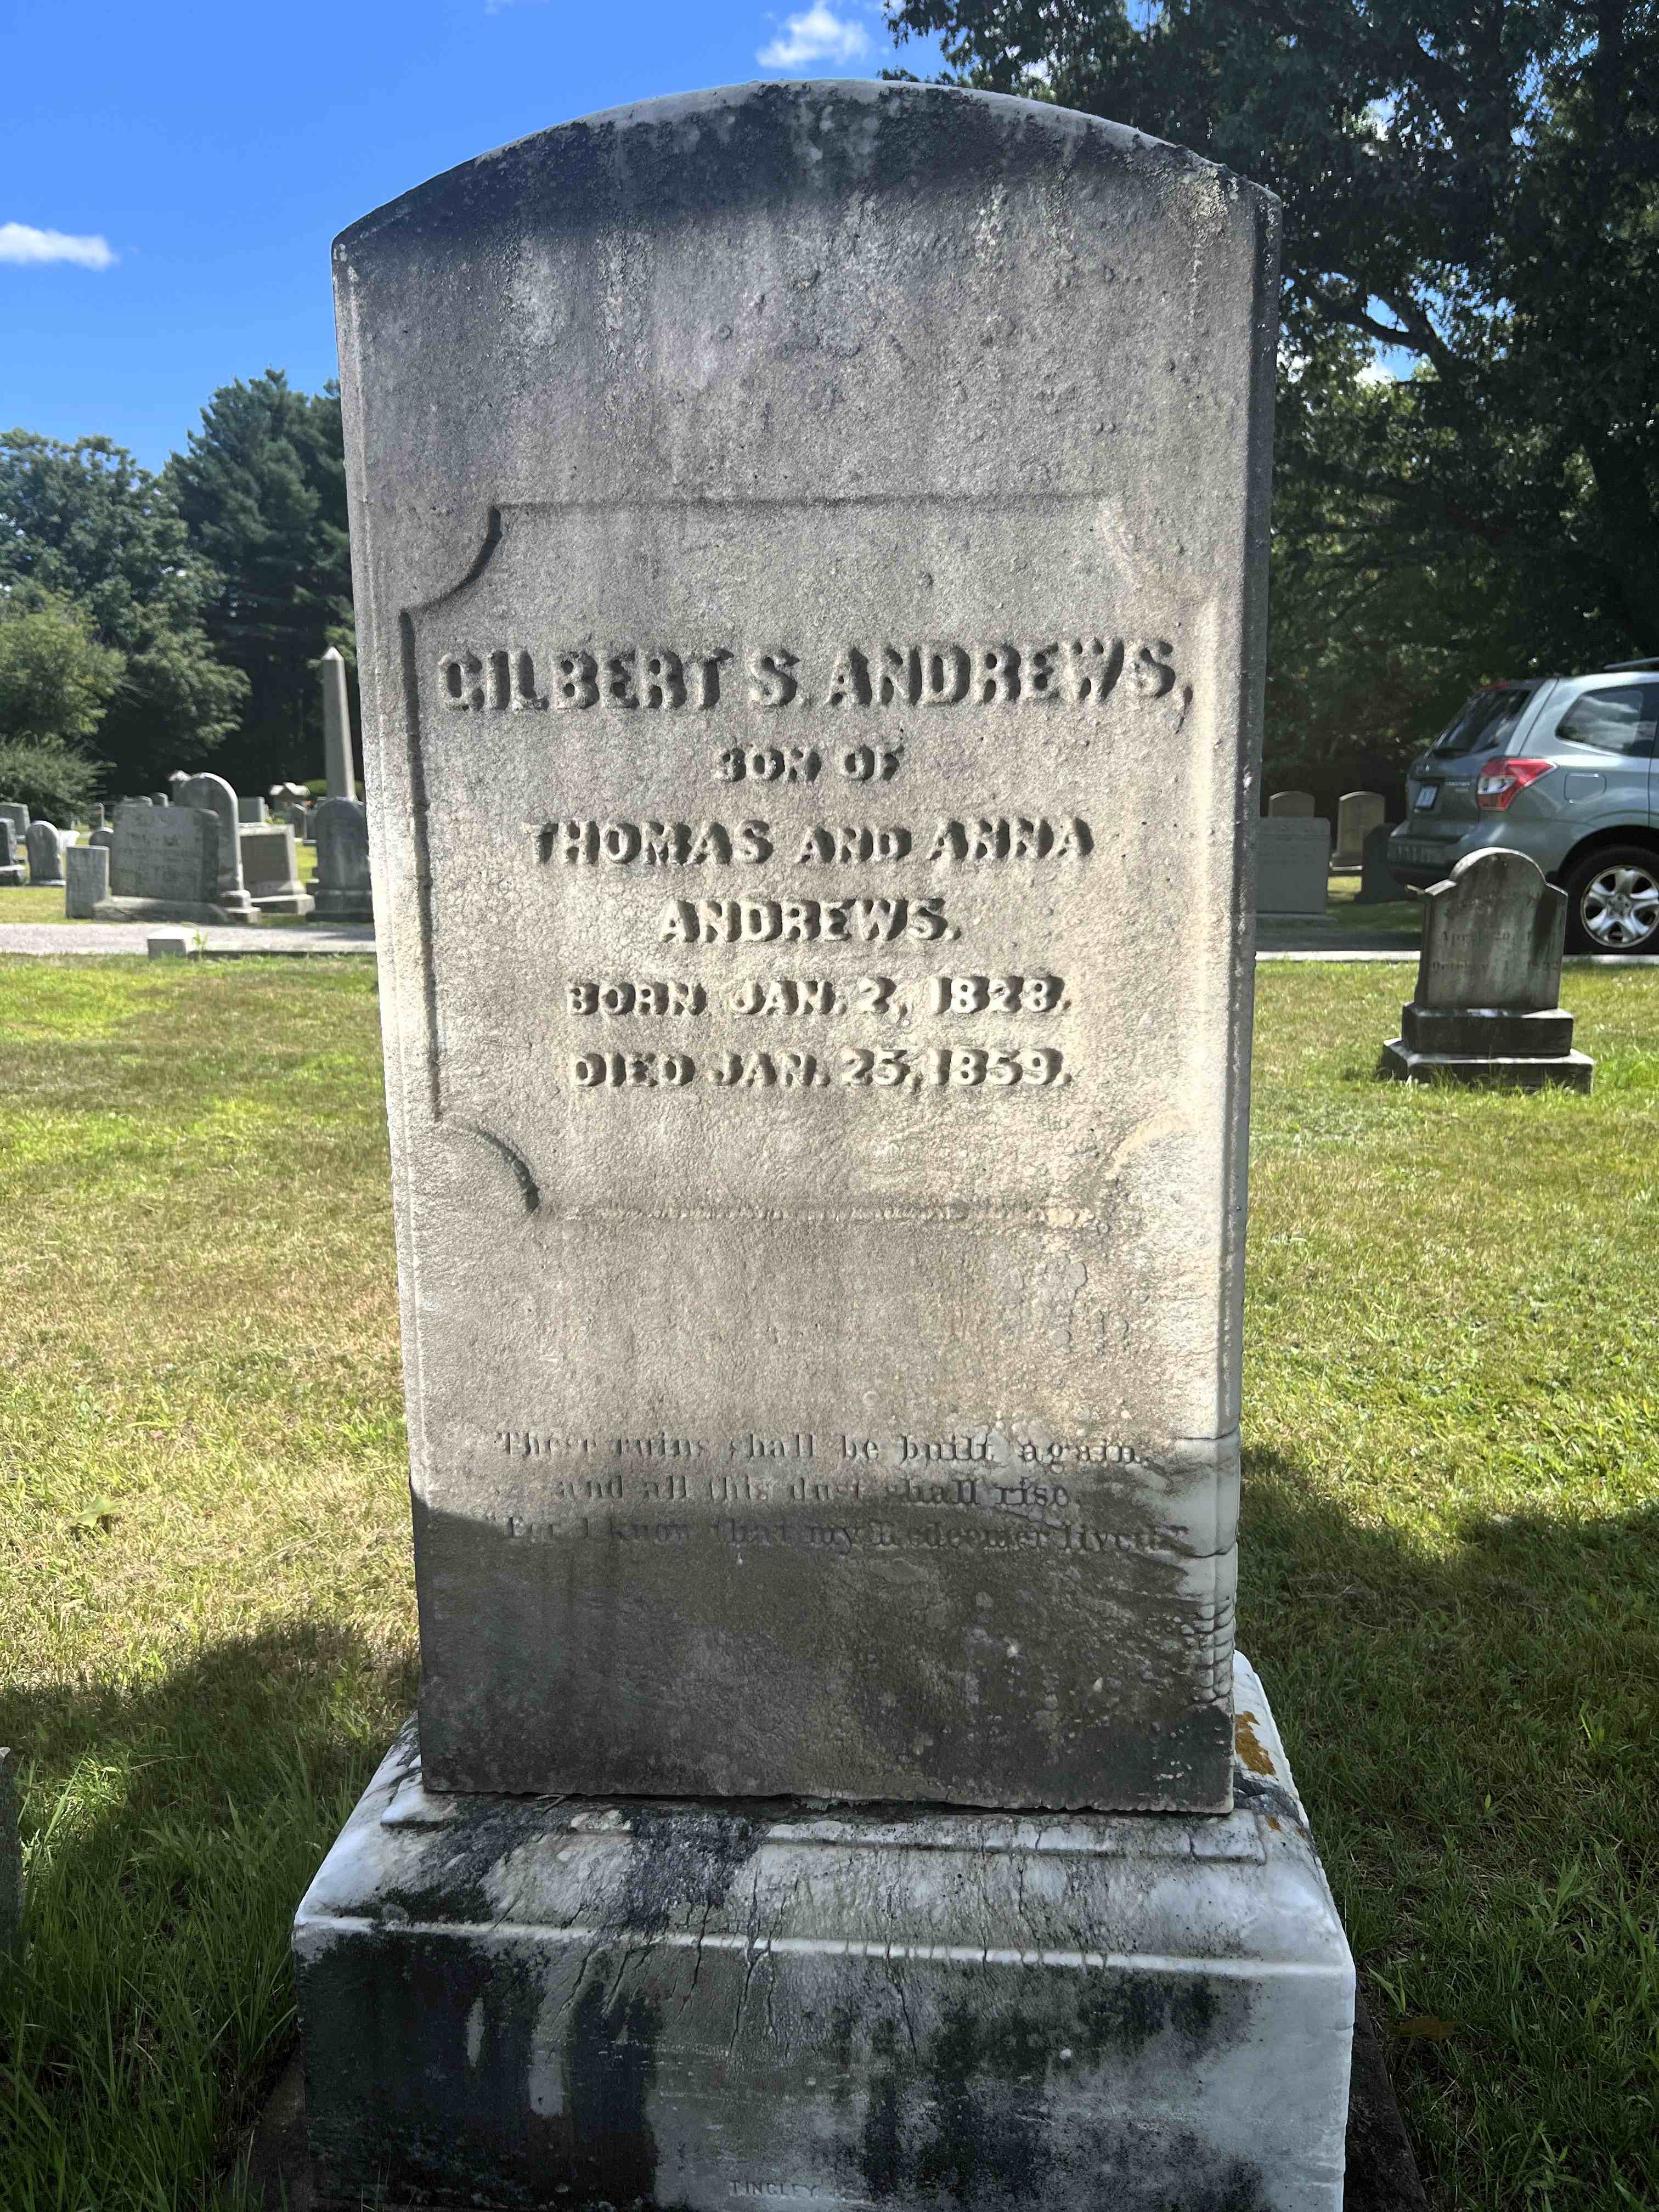 GILBERT S. ANDREWS,
SON OF
THOMAS AND ANNA
ANDREWS.
BORN JAN. 2, 1828.
DIED JAN. 25, 1859.
These ruins shall be built again,
and all this dust shall rise.
"For I know that my Redeemer liveth"
TINGLEY